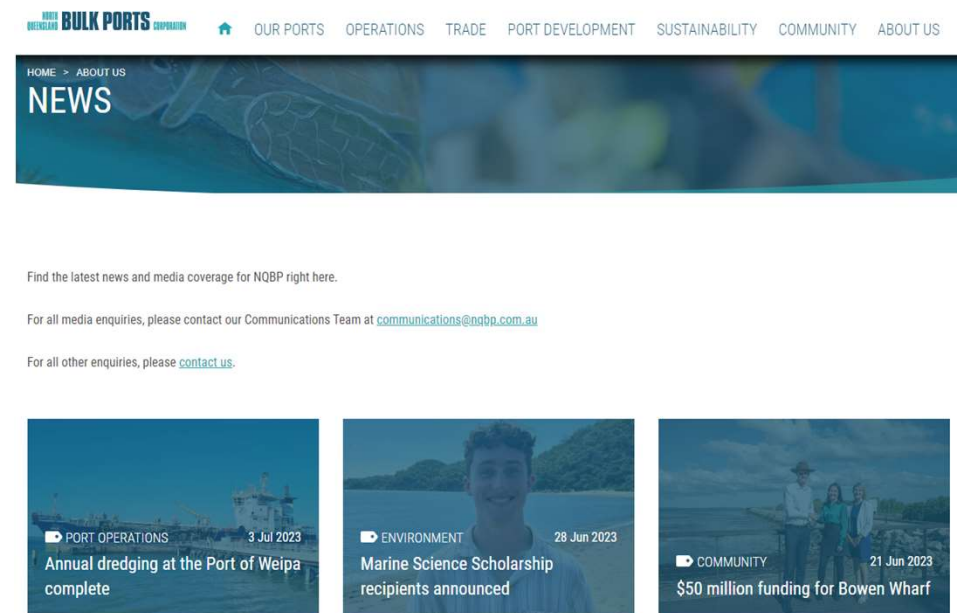 NORTH QUEENSLAND BULK PORTS CORPORATION
OUR PORTS OPERATIONS TRADE PORT DEVELOPMENT SUSTAINABILITY COMMUNITY ABOUT US
HOME > ABOUT US
NEWS
Find the latest news and media coverage for NQBP right here.
For all media enquiries, please contact our Communications Team at communications@nqbp.com.au
For all other enquiries, please contact us.
PORT OPERATIONS 3 Jul 2023
Annual dredging at the Port of Weipa
complete
ENVIRONMENT 28 Jun 2023
Marine Science Scholarship
recipients announced
COMMUNITY 21 Jun 2023
$50 million funding for Bowen Wharf